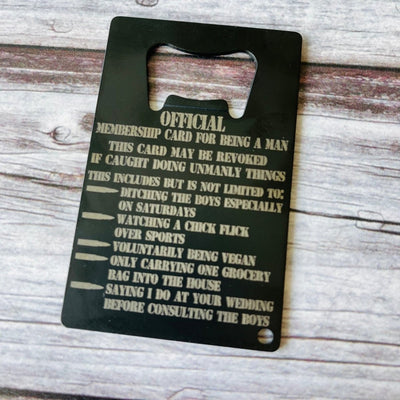 OFFICIAL
MEMBERSHIP CARD FOR BEING A MAN
THIS CARD MAY BE REVOKED
IF CAUGHT DOING UNMANLY THINGS
THIS INCLUDES BUT IS NOT LIMITED TO:
DITCHING THE BOYS ESPECIALLY
ON SATURDAYS
WATCHING A CHICK FLICK
OVER SPORTS
VOLUNTARILY BEING VEGAN
ONLY CARRYING ONE GROCERY
BAG INTO THE HOUSE
SAYING I DO AT YOUR WEDDING
BEFORE CONSULTING THE BOYS